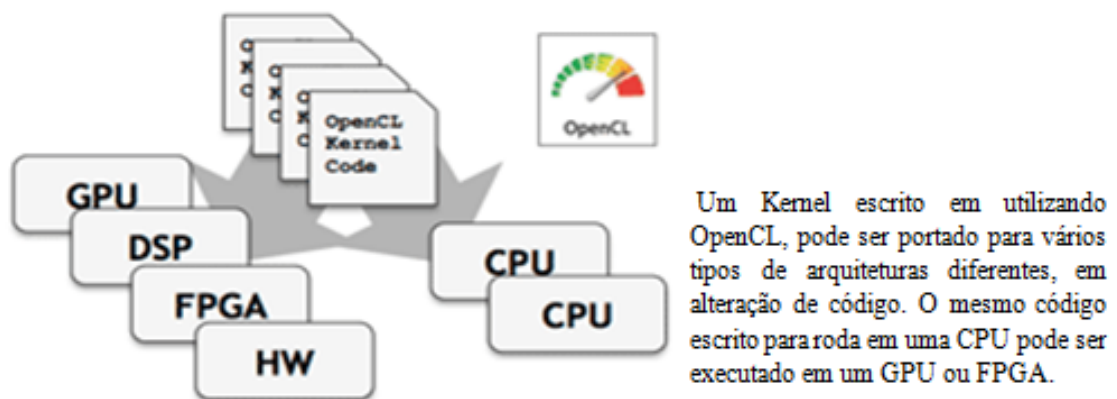 OpenCL
Kernel
Code
OpenCL
GPU
DSP
FPGA
HW
CPU
CPU
Um Kernel escrito em utilizando
OpenCL, pode ser portado para vários
tipos de arquiteturas diferentes, em
alteração de código. O mesmo código
escrito para roda em uma CPU pode ser
executado em um GPU ou FPGA.